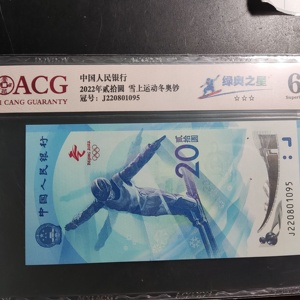 ACG
CANG GUARANTY
中国人民银行
2022年贰拾圆 雪上运动冬奥钞
冠号：J220801095
绿奥之星
☆☆☆
6
中国人民银行
贰拾圆
20
J220801095